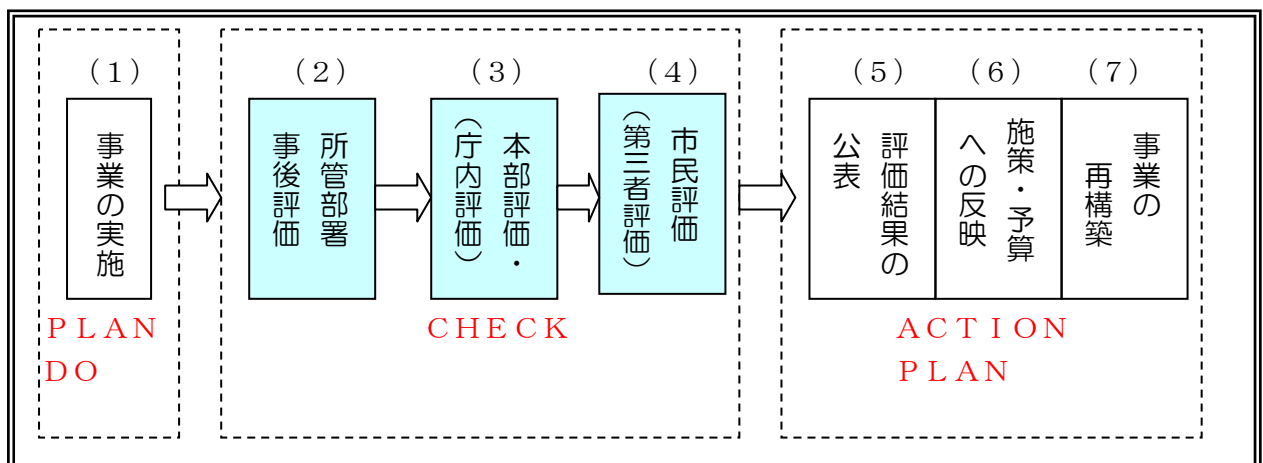 (1)
(2)
(3)
(4)
(5)
(6)
(7)
事業の実施
所管部署
事後評価
本部評価・
(庁内評価)
市民評価
(第三者評価)
評価結果の
公表
施策・予算
への反映
事業の
再構築
PLAN
DO
CHECK
ACTION
PLAN